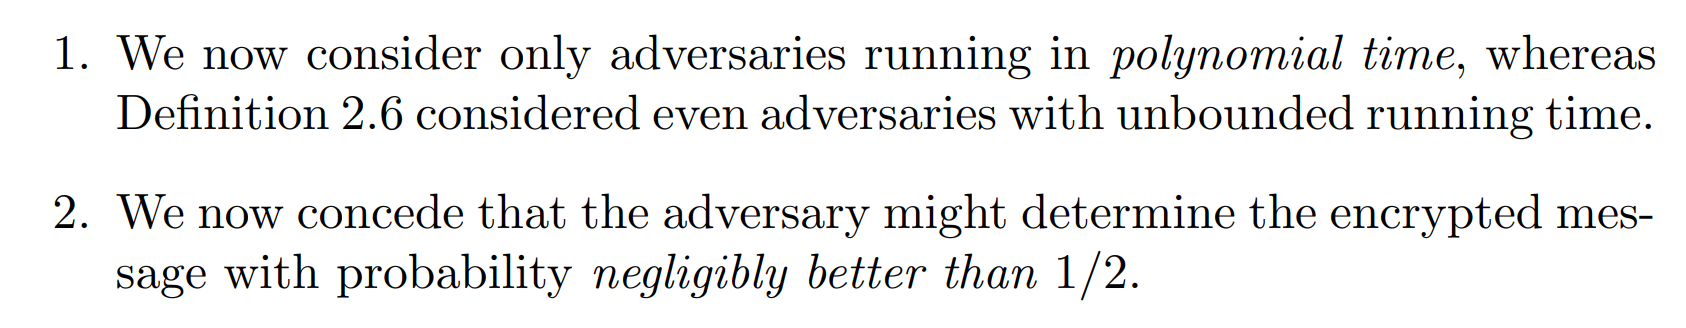 1. We now consider only adversaries running in polynomial time, whereas
Definition 2.6 considered even adversaries with unbounded running time.
2. We now concede that the adversary might determine the encrypted mes-
sage with probability negligibly better than 1/2.